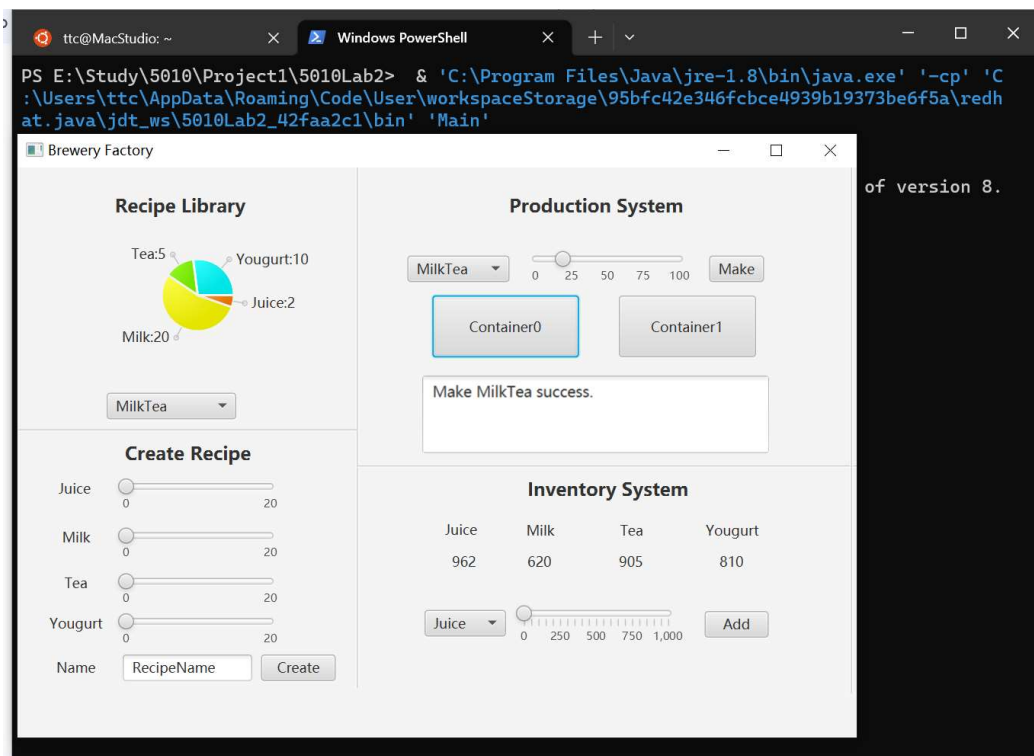 ttc@MacStudio: ~
Windows PowerShell
PS E:\Study\5010\Project1\5010Lab2>  & 'C:\Program Files\Java\jre-1.8\bin\java.exe' '-cp' 'C
:\Users\ttc\AppData\Roaming\Code\User\workspaceStorage\95bfc42e346fcbce4939b19373be6f5a\redh
at.java\jdt_ws\5010Lab2_42faa2c1\bin' 'Main'
of version 8.
Brewery Factory
Recipe Library
Tea:5
Yougurt:10
Juice:2
Milk:20
MilkTea
Create Recipe
Juice
0 20
Milk
0 20
Tea
0 20
Yougurt
0 20
Name RecipeName Create
Production System
MilkTea 0 25 50 75 100 Make
Container0 Container1
Make MilkTea success.
Inventory System
Juice Milk Tea Yougurt
962 620 905 810
Juice 0 250 500 750 1,000 Add